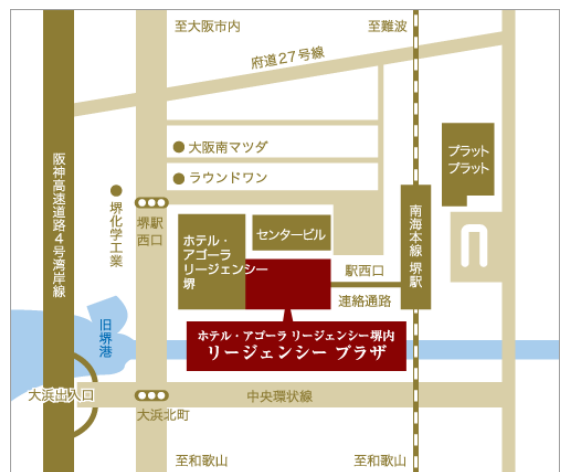 至大阪市内
至難波
府道27号線
大阪南マツダ
ラウンドワン
プラット
プラット
阪神高速道路4号湾岸線
堺化学工業
堺駅
西口
ホテル・
アゴーラ
リージェンシー
堺
センタービル
南海本線 堺駅
駅西口
連絡通路
旧堺港
ホテル・アゴーラ リージェンシー堺内
リージェンシー プラザ
大浜出入口
中央環状線
大浜北町
至和歌山
至和歌山